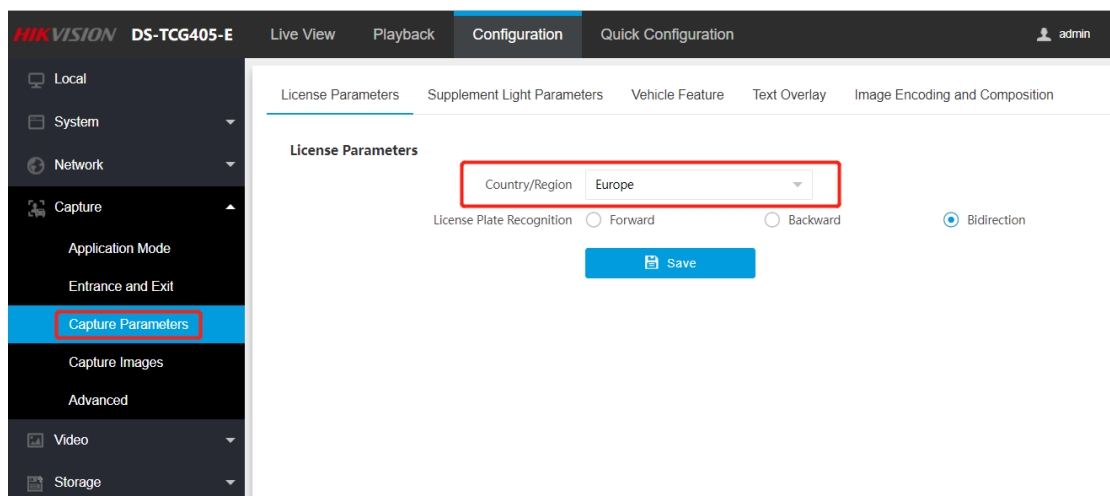 HIKVISION DS-TCG405-E Live View Playback Configuration Quick Configuration admin
Local
System
Network
Capture
Application Mode
Entrance and Exit
Capture Parameters
Capture Images
Advanced
Video
Storage
License Parameters Supplement Light Parameters Vehicle Feature Text Overlay Image Encoding and Composition
License Parameters
Country/Region Europe
License Plate Recognition Forward Backward Bidirection
Save